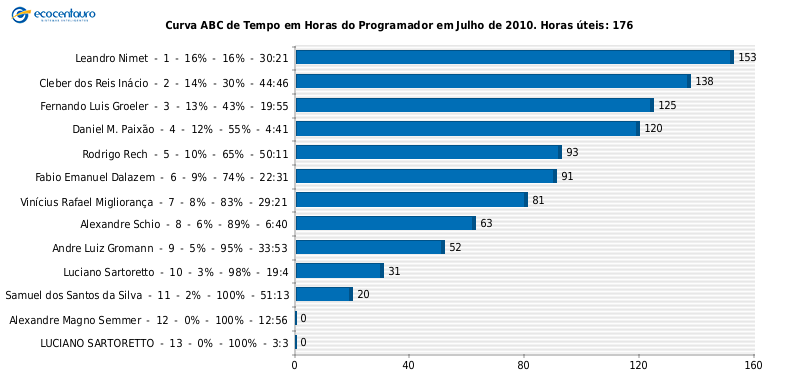 ecocentauro
Curva ABC de Tempo em Horas do Programador em Julho de 2010. Horas úteis: 176
Leandro Nimet - 1 - 16% - 16% - 30:21 153
Cleber dos Reis Inácio - 2 - 14% - 30% - 44:46 138
Fernando Luis Groeler - 3 - 13% - 43% - 19:55 125
Daniel M. Paixão - 4 - 12% - 55% - 4:41 120
Rodrigo Rech - 5 - 10% - 65% - 50:11 93
Fabio Emanuel Dalazem - 6 - 9% - 74% - 22:31 91
Vinícius Rafael Migliorança - 7 - 8% - 83% - 29:21 81
Alexandre Schio - 8 - 6% - 89% - 6:40 63
Andre Luiz Gromann - 9 - 5% - 95% - 33:53 52
Luciano Sartoretto - 10 - 3% - 98% - 19:4 31
Samuel dos Santos da Silva - 11 - 2% - 100% - 51:13 20
Alexandre Magno Semmer - 12 - 0% - 100% - 12:56 0
LUCIANO SARTORETTO - 13 - 0% - 100% - 3:3 0
0 40 80 120 160